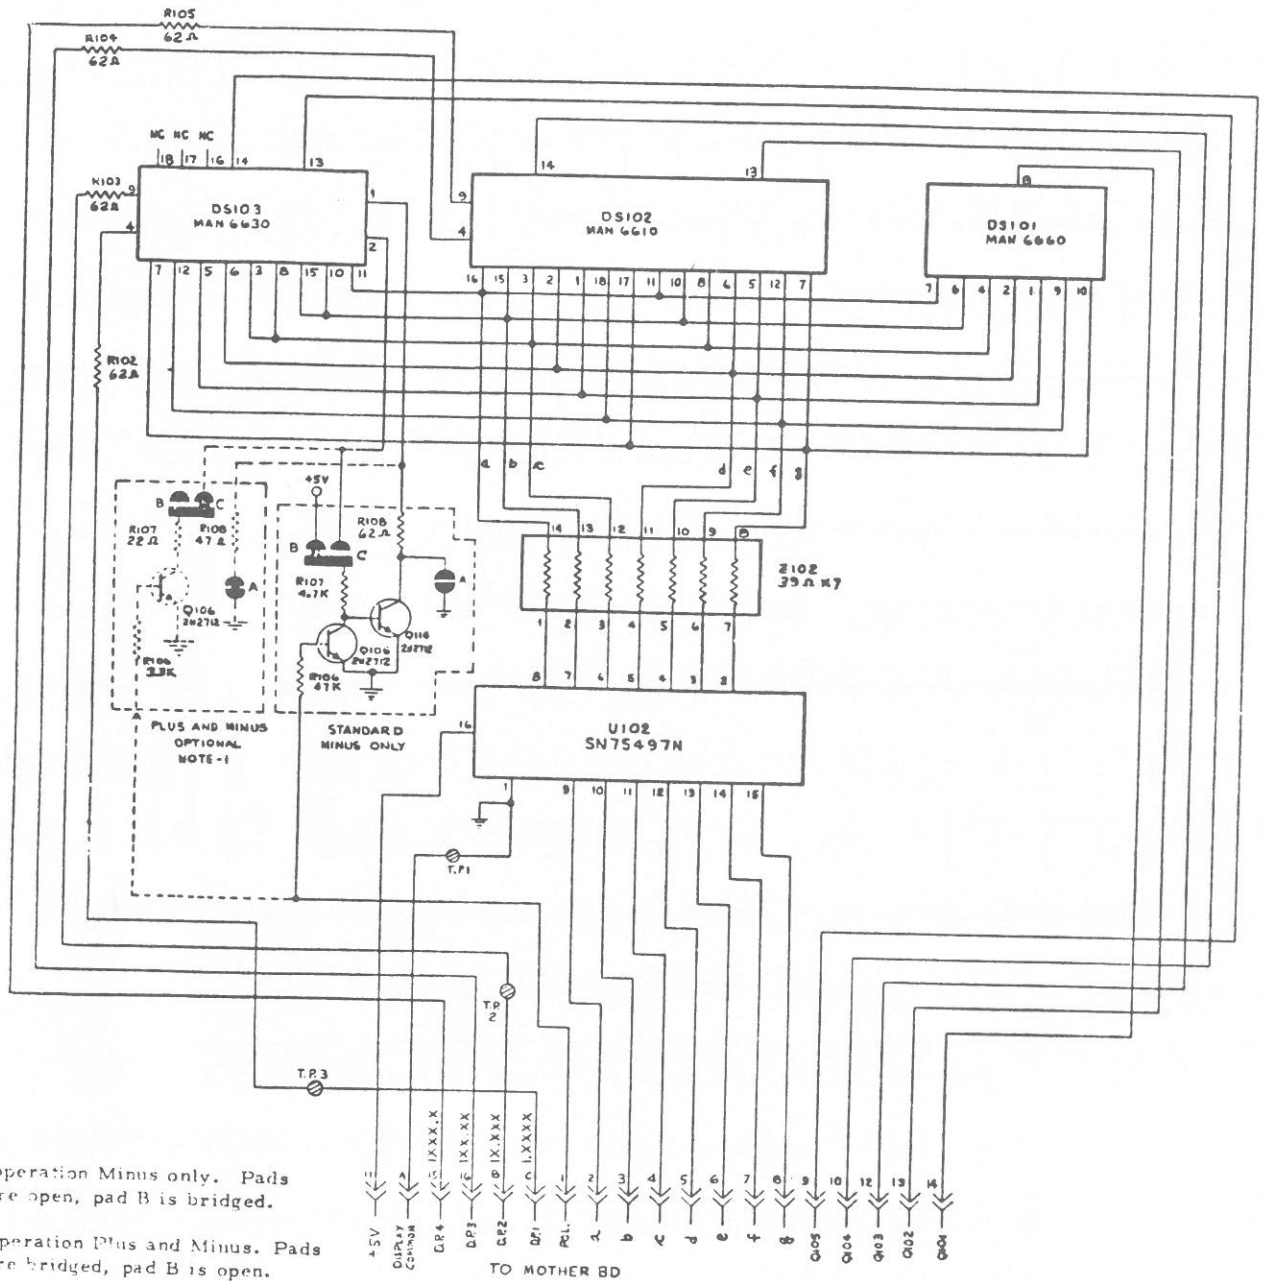 R105
62Ω
R104
62Ω
NC NC NC
18 17 16 14 13
14 13
8
R103
62Ω
9
4
DS103
MAN 6630
1
2
9
4
DS102
MAN 6610
DS101
MAN 6660
7 12 5 6 3 8 15 10 11
16 15 3 2 1 18 17 11 10 8 6 5 12 7
7 6 4 2 1 9 10
R102
62Ω
a b c d e f g
+5V
B C
R107
22Ω
R108
47Ω
A
Q106
2N2712
R106
3.3K
A
PLUS AND MINUS
OPTIONAL
NOTE-1
R108
62Ω
B C
R107
4.7K
A
Q114
2N2712
Q106
2N2712
R106
47K
STANDARD
MINUS ONLY
14 13 12 11 10 9 8
Z102
39Ω X7
1 2 3 4 5 6 7
8 7 6 5 4 3 2
16
U102
SN75497N
1 9 10 11 12 13 14 15
T.P.1
T.P.
2
T.P.3
1XXX.X
1XX.XX
1X.XXX
1.XXXX
A 1 2 3 4 5 6 7 8 9 10 12 13 14
+5V
DISPLAY
COMMON
D.P.4
D.P.3
D.P.2
D.P.1
POL.
a
b
c
d
e
f
g
Q105
Q104
Q103
Q102
Q101
TO MOTHER BD
operation Minus only. Pads
re open, pad B is bridged.
peration Plus and Minus. Pads
re bridged, pad B is open.